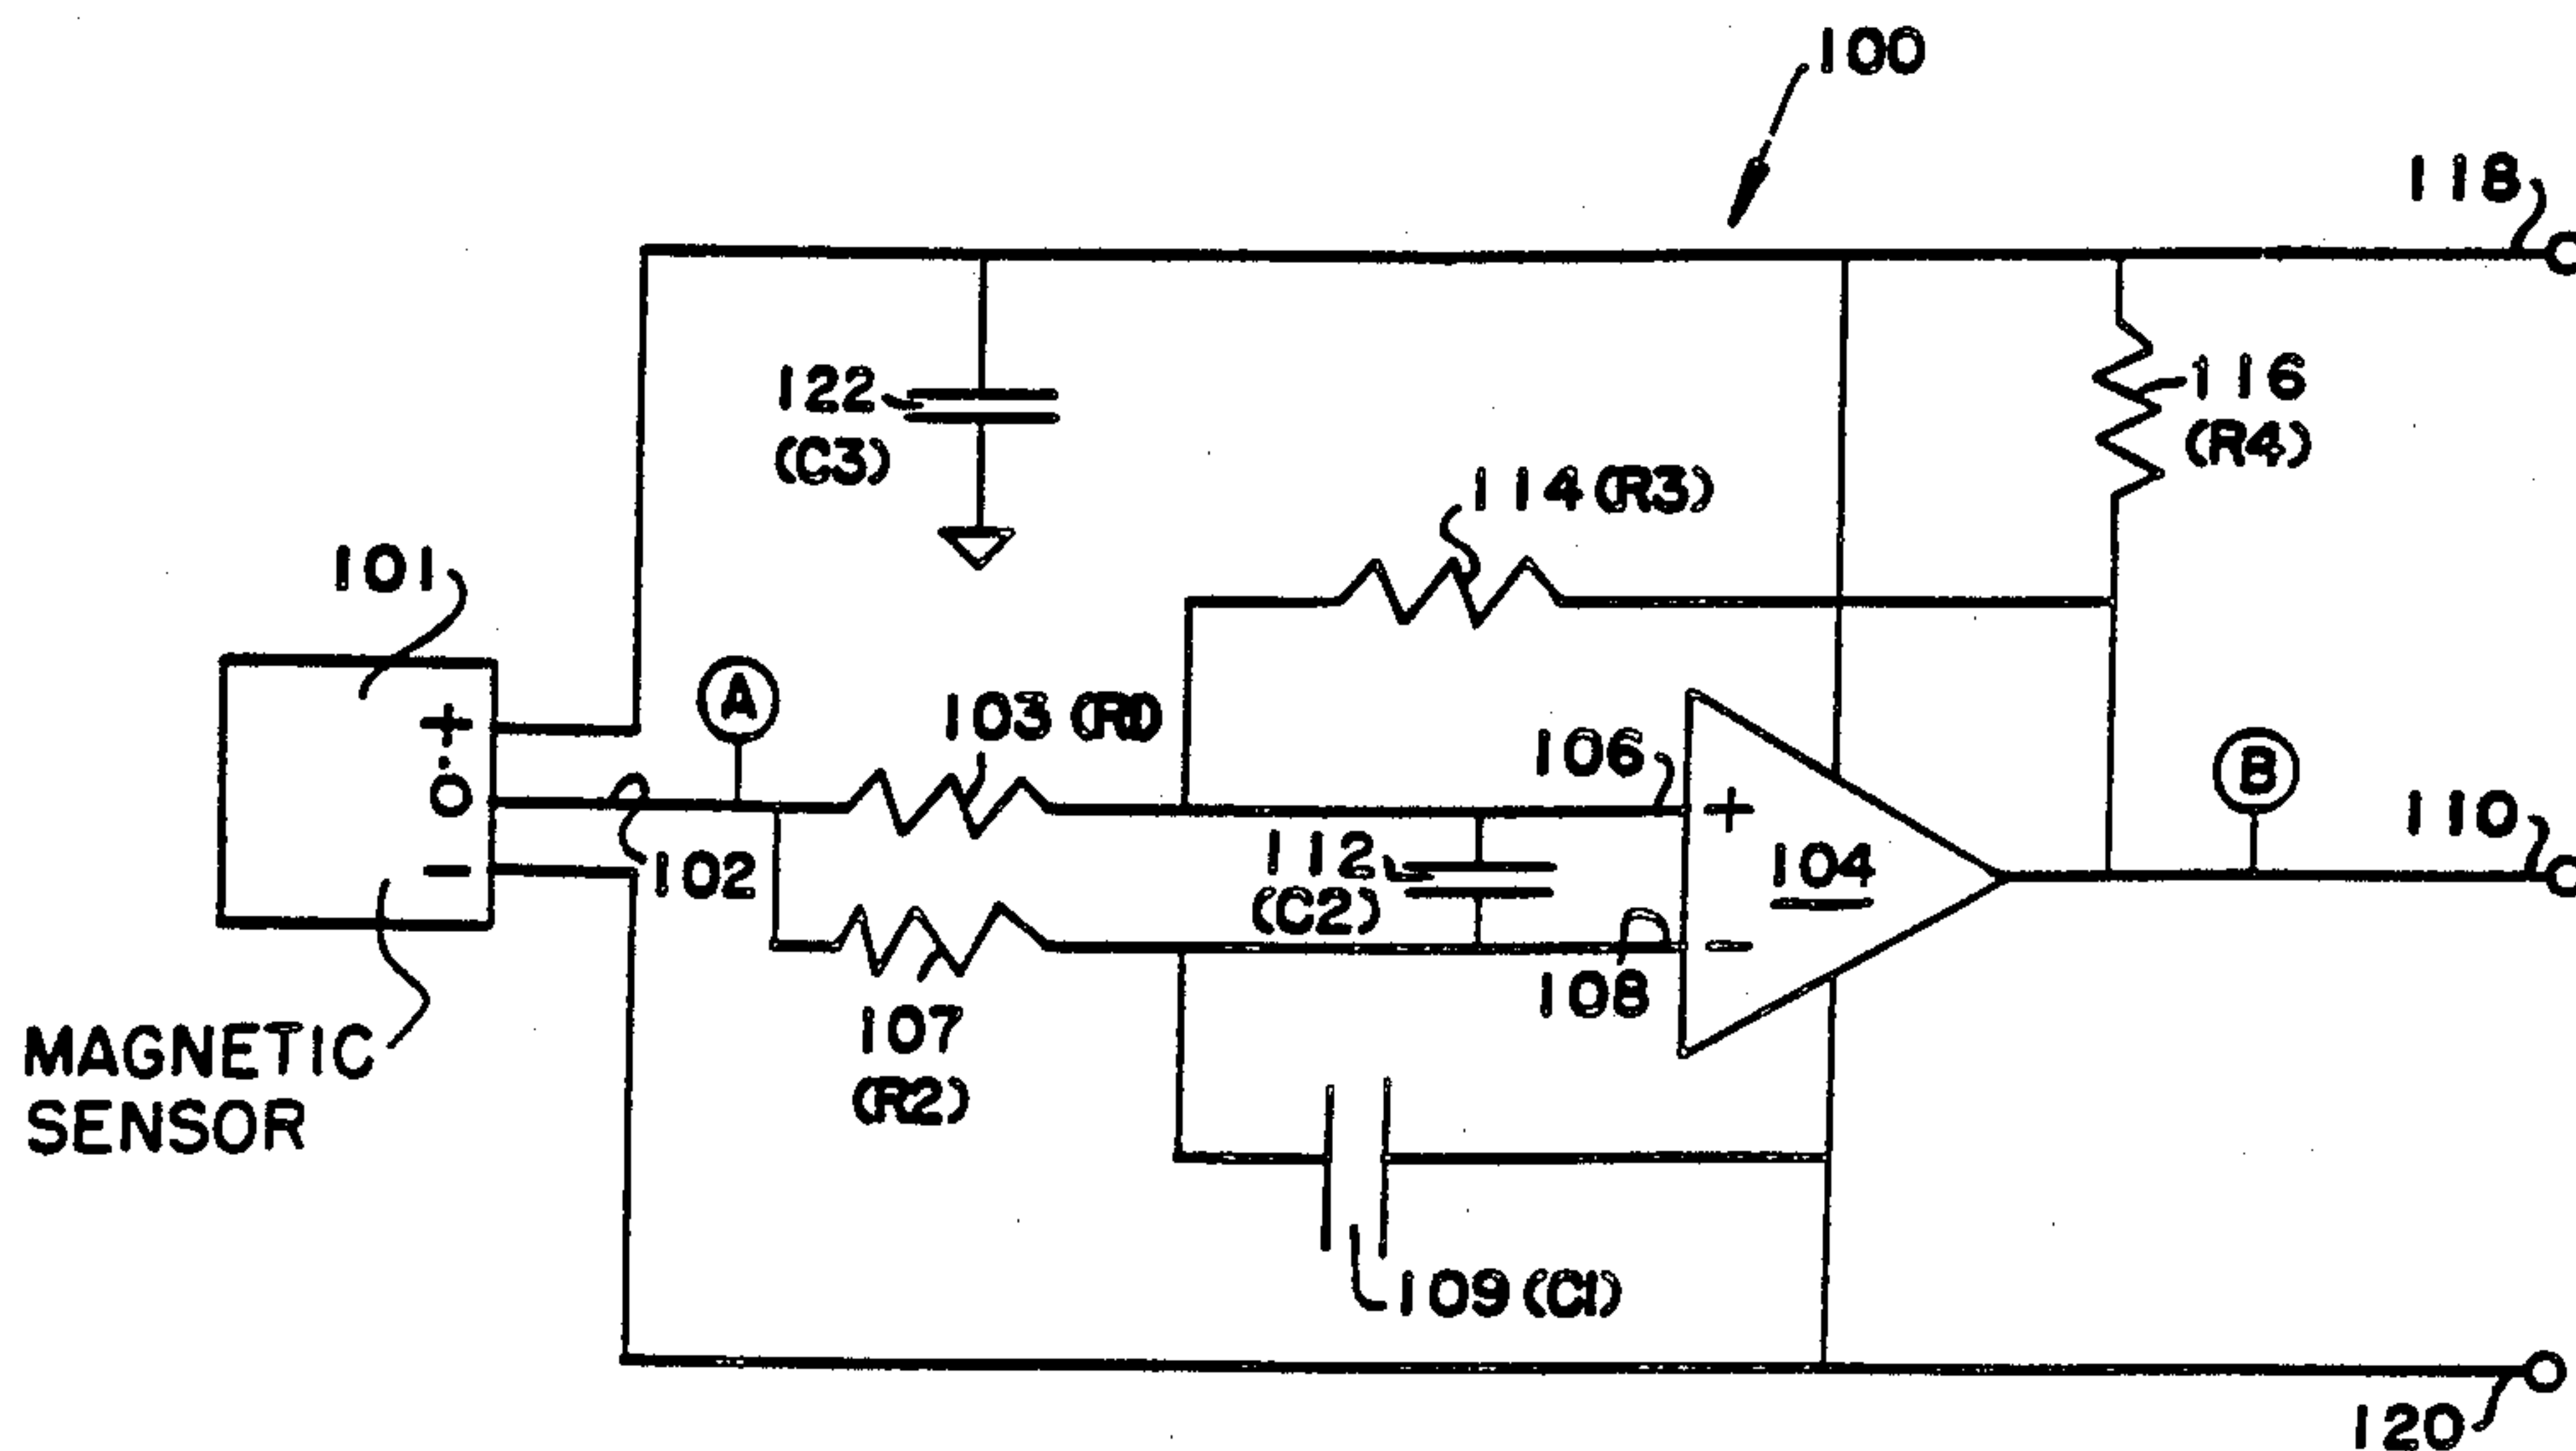 100
118
122
(C3)
116
(R4)
114 (R3)
101
A
103 (R1)
106
B
110
+
O
-
102
112
(C2)
+
104
-
108
107
(R2)
MAGNETIC
SENSOR
109 (C1)
120